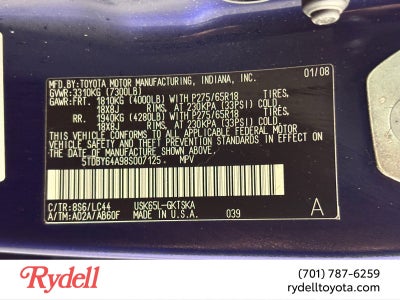 MFD.BY:TOYOTA MOTOR MANUFACTURING, INDIANA, INC. 01/08
GVWR: 3310KG (7300LB)
GAWR:FRT. 1810KG (4000LB) WITH P275/65R18 TIRES,
18X8J RIMS, AT 230KPA (33PSI) COLD
RR. 1940KG (4280LB) WITH P275/65R18 TIRES,
18X8J RIMS, AT 230KPA (33PSI) COLD
THIS VEHICLE CONFORMS TO ALL APPLICABLE FEDERAL MOTOR
VEHICLE SAFETY AND THEFT PREVENTION STANDARDS IN EFFECT
ON THE DATE OF MANUFACTURE SHOWN ABOVE.
5TDBY64A98S007125. MPV
C/TR: 8S6/LC44 USK65L-GKTSKA
A/TM: A02A/AB60F MADE IN U.S.A. 039 A
Rydell
(701) 787-6259
rydelltoyota.com/